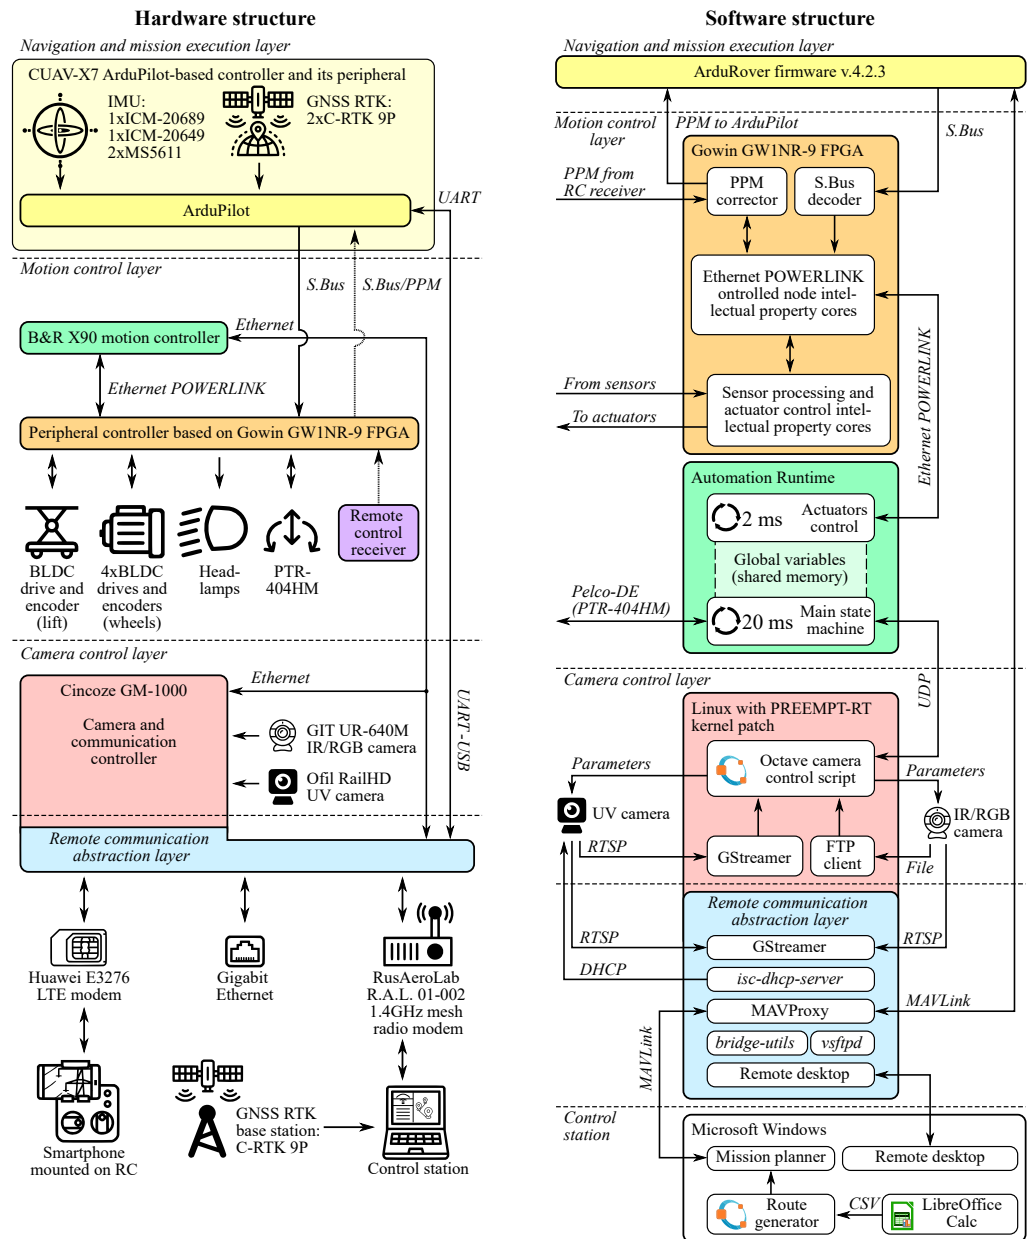 Hardware structure
Navigation and mission execution layer
CUAV-X7 ArduPilot-based controller and its peripheral
IMU:
1xICM-20689
1xICM-20649
2xMS5611
GNSS RTK:
2xC-RTK 9P
UART
ArduPilot
Motion control layer
S.Bus
S.Bus/PPM
Ethernet
B&R X90 motion controller
Ethernet POWERLINK
Peripheral controller based on Gowin GW1NR-9 FPGA
BLDC
drive and
encoder
(lift)
4xBLDC
drives and
encoders
(wheels)
Head-
lamps
PTR-
404HM
Remote
control
receiver
Camera control layer
Cincoze GM-1000
Camera and
communication
controller
Ethernet
GIT UR-640M
IR/RGB camera
Ofil RailHD
UV camera
UART-USB
Remote communication
abstraction layer
Huawei E3276
LTE modem
Gigabit
Ethernet
RusAeroLab
R.A.L. 01-002
1.4GHz mesh
radio modem
Smartphone
mounted on RC
GNSS RTK
base station:
C-RTK 9P
Control station
Software structure
Navigation and mission execution layer
ArduRover firmware v.4.2.3
Motion control
layer
PPM to ArduPilot
S.Bus
Gowin GW1NR-9 FPGA
PPM from
RC receiver
PPM
corrector
S.Bus
decoder
Ethernet POWERLINK
ontrolled node intel-
lectual property cores
Ethernet POWERLINK
From sensors
To actuators
Sensor processing and
actuator control intel-
lectual property cores
Automation Runtime
2 ms
Actuators
control
Global variables
(shared memory)
Pelco-DE
(PTR-404HM)
20 ms
Main state
machine
Camera control layer
UDP
Linux with PREEMPT-RT
kernel patch
Parameters
Octave camera
control script
Parameters
UV camera
IR/RGB
camera
RTSP
GStreamer
FTP
client
File
Remote communication
abstraction layer
RTSP
GStreamer
RTSP
DHCP
isc-dhcp-server
MAVLink
MAVProxy
MAVLink
bridge-utils
vsftpd
Remote desktop
Control
station
Microsoft Windows
Mission planner
Remote desktop
Route
generator
CSV
LibreOffice
Calc